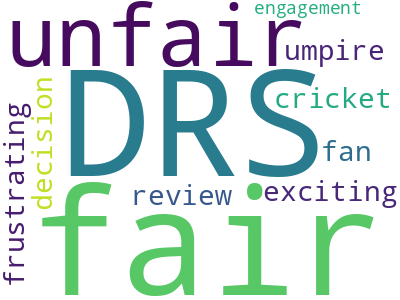 engagement
unfair
umpire
DRS
cricket
decision
fan
frustrating
review
exciting
fair